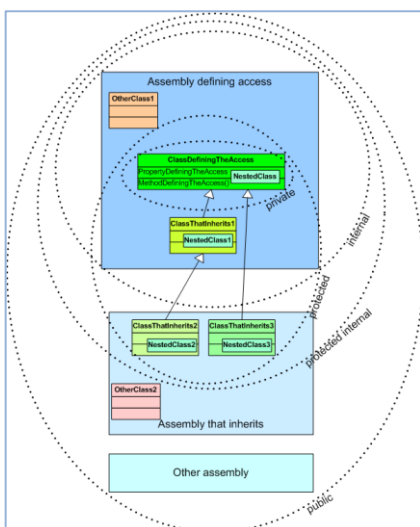 Assembly defining access
OtherClass1
ClassDefiningTheAccess
PropertyDefiningTheAccess
NestedClass
MethodDefiningTheAccess()
private
ClassThatInherits1
NestedClass1
internal
protected
ClassThatInherits2
ClassThatInherits3
NestedClass2
NestedClass3
protected internal
OtherClass2
Assembly that inherits
Other assembly
public